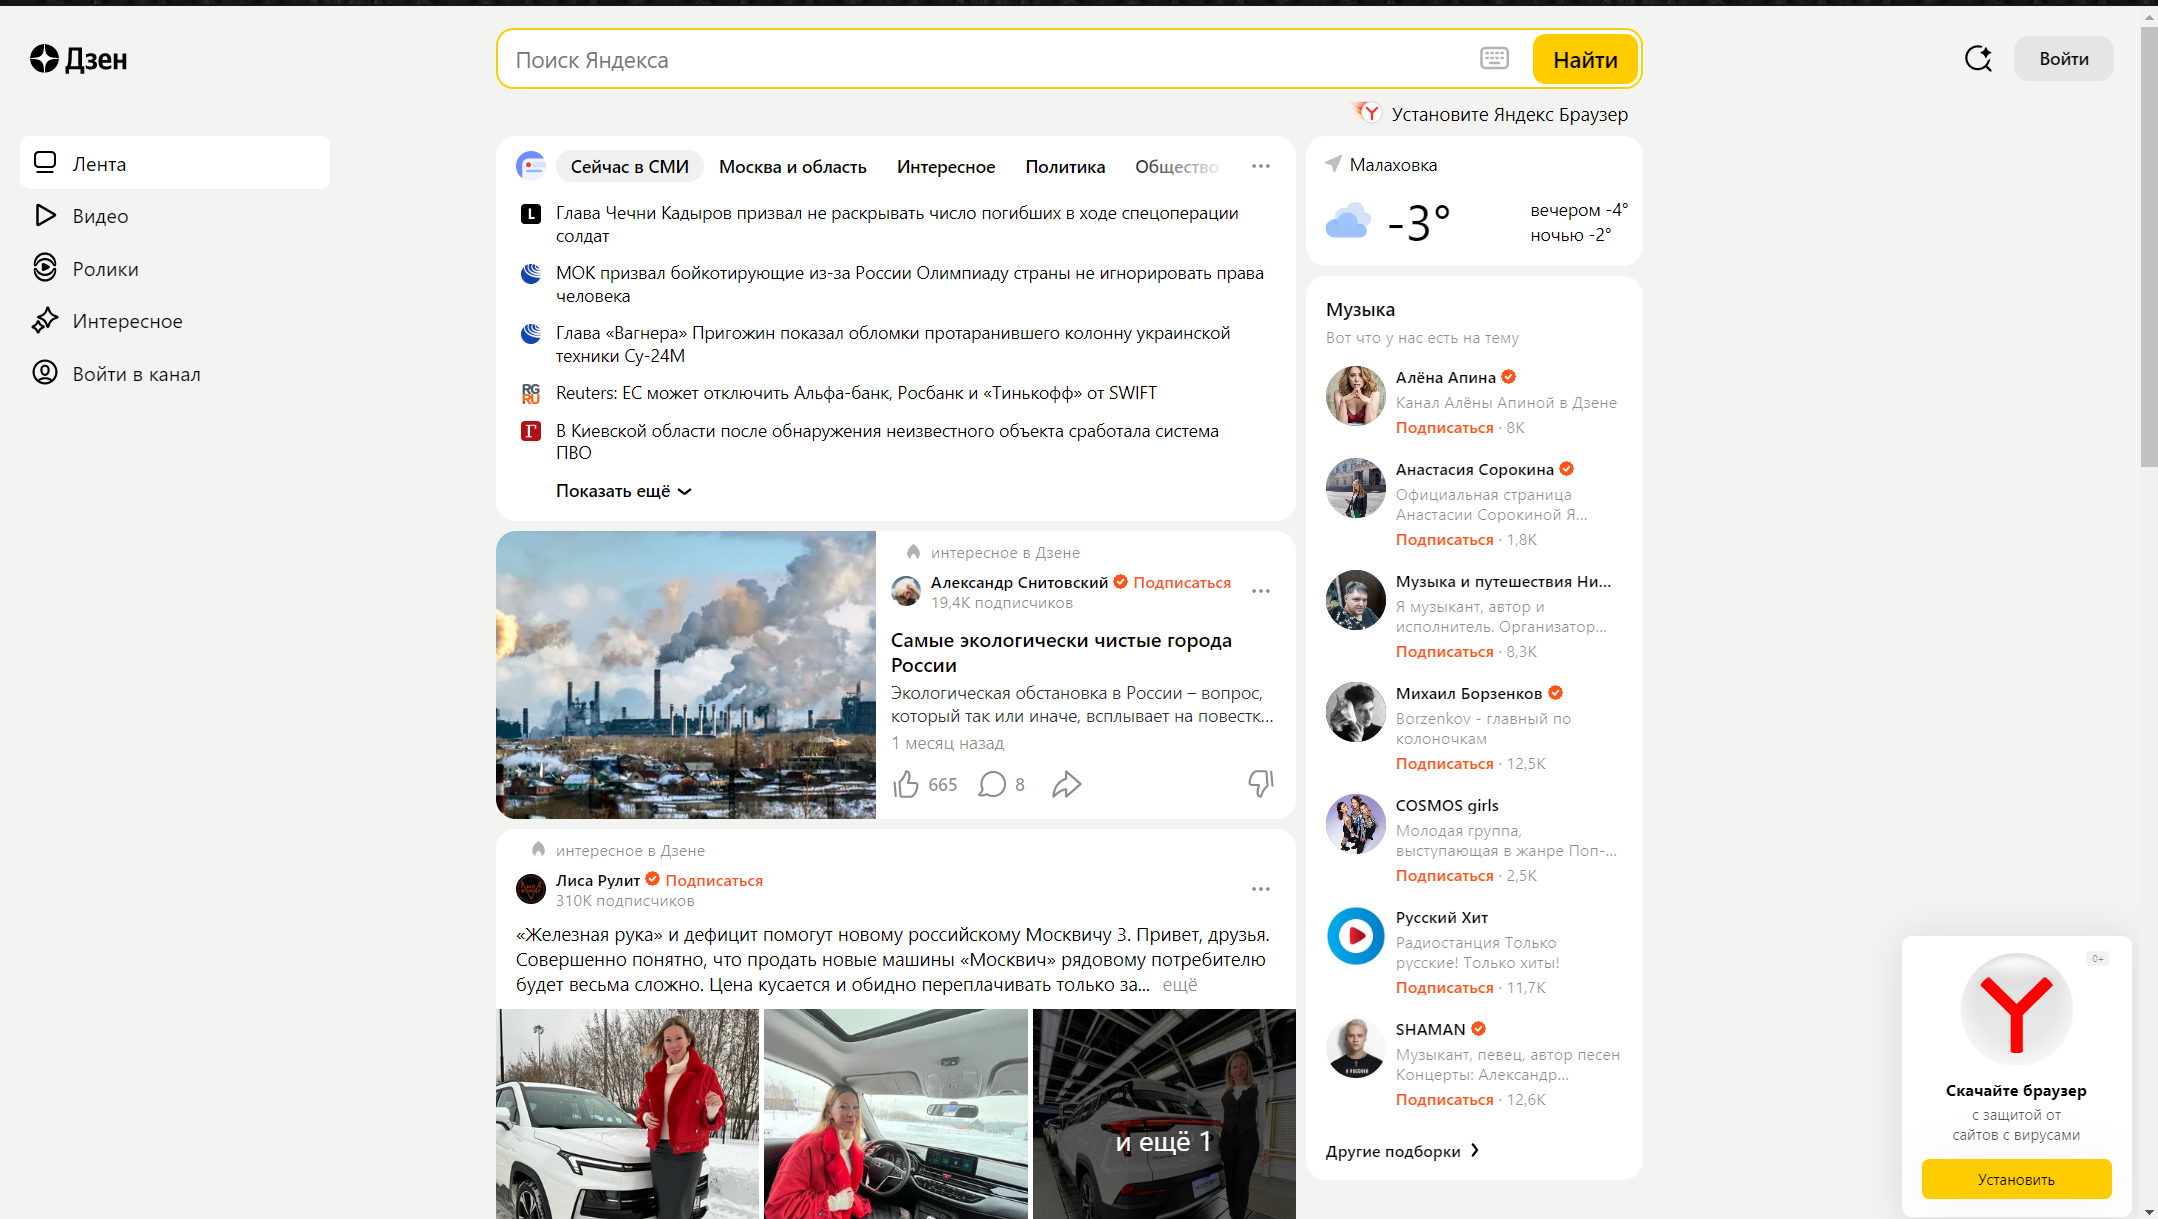 Дзен
Поиск Яндекса
Найти
Войти
Установите Яндекс Браузер
Лента
Видео
Ролики
Интересное
Войти в канал
Сейчас в СМИ
Москва и область
Интересное
Политика
Общество
Глава Чечни Кадыров призвал не раскрывать число погибших в ходе спецоперации
солдат
МОК призвал бойкотирующие из-за России Олимпиаду страны не игнорировать права
человека
Глава «Вагнера» Пригожин показал обломки протаранившего колонну украинской
техники Су-24М
RG
RU
Reuters: ЕС может отключить Альфа-банк, Росбанк и «Тинькофф» от SWIFT
В Киевской области после обнаружения неизвестного объекта сработала система
ПВО
Показать ещё
интересное в Дзене
Александр Снитовский Подписаться
19,4K подписчиков
Самые экологически чистые города
России
Экологическая обстановка в России – вопрос,
который так или иначе, всплывает на повестк...
1 месяц назад
665
8
интересное в Дзене
Лиса Рулит Подписаться
310K подписчиков
«Железная рука» и дефицит помогут новому российскому Москвичу 3. Привет, друзья.
Совершенно понятно, что продать новые машины «Москвич» рядовому потребителю
будет весьма сложно. Цена кусается и обидно переплачивать только за... ещё
и ещё 1
Малаховка
-3°
вечером -4°
ночью -2°
Музыка
Вот что у нас есть на тему
Алёна Апина
Канал Алёны Апиной в Дзене
Подписаться · 8K
Анастасия Сорокина
Официальная страница
Анастасии Сорокиной Я...
Подписаться · 1,8K
Музыка и путешествия Ни...
Я музыкант, автор и
исполнитель. Организатор...
Подписаться · 8,3K
Михаил Борзенков
Borzenkov - главный по
колоночкам
Подписаться · 12,5K
COSMOS girls
Молодая группа,
выступающая в жанре Поп-...
Подписаться · 2,5K
Русский Хит
Радиостанция Только
русские! Только хиты!
Подписаться · 11,7K
SHAMAN
Музыкант, певец, автор песен
Концерты: Александр...
Подписаться · 12,6K
Другие подборки
0+
Скачайте браузер
с защитой от
сайтов с вирусами
Установить